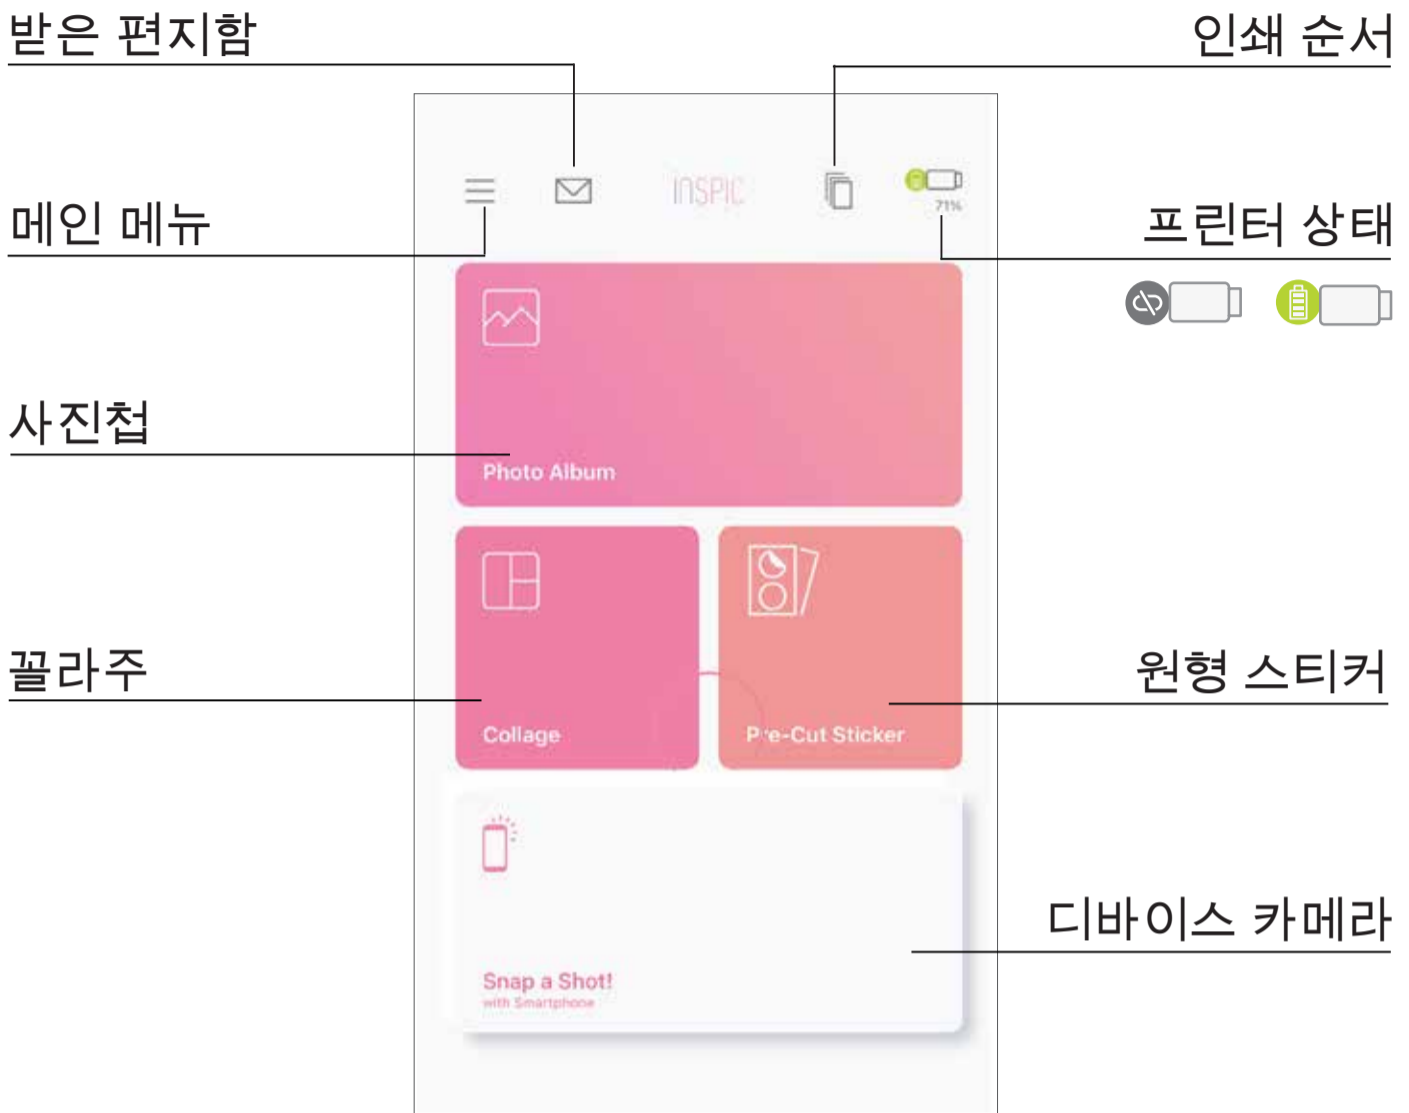 받은 편지함
인쇄 순서
inSPiC
71%
메인 메뉴
프린터 상태
사진첩
Photo Album
꼴라주
원형 스티커
Collage
Pre-Cut Sticker
디바이스 카메라
Snap a Shot!
with Smartphone